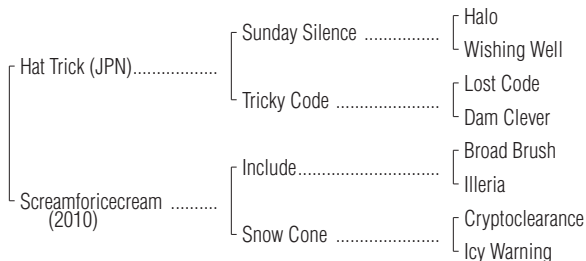 Halo
Sunday Silence .................
Wishing Well
Hat Trick (JPN)...................
Lost Code
Tricky Code .......................
Dam Clever
Broad Brush
Include................................
Illeria
Screamforicecream ..........
(2010)
Cryptoclearance
Snow Cone .......................
Icy Warning